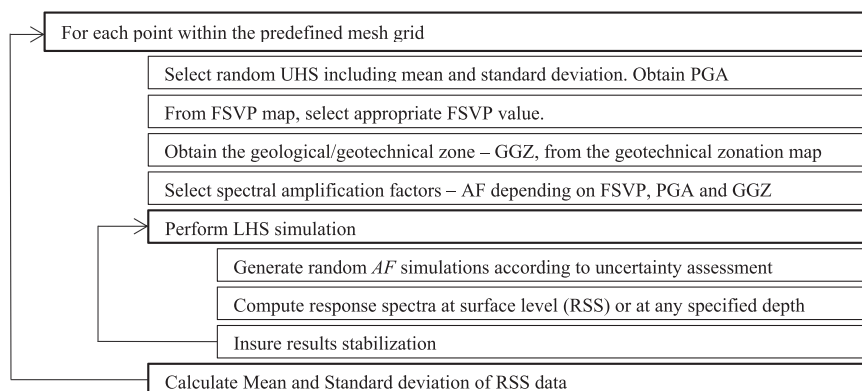 For each point within the predefined mesh grid
Select random UHS including mean and standard deviation. Obtain PGA
From FSVP map, select appropriate FSVP value.
Obtain the geological/geotechnical zone – GGZ, from the geotechnical zonation map
Select spectral amplification factors – AF depending on FSVP, PGA and GGZ
Perform LHS simulation
Generate random AF simulations according to uncertainty assessment
Compute response spectra at surface level (RSS) or at any specified depth
Insure results stabilization
Calculate Mean and Standard deviation of RSS data